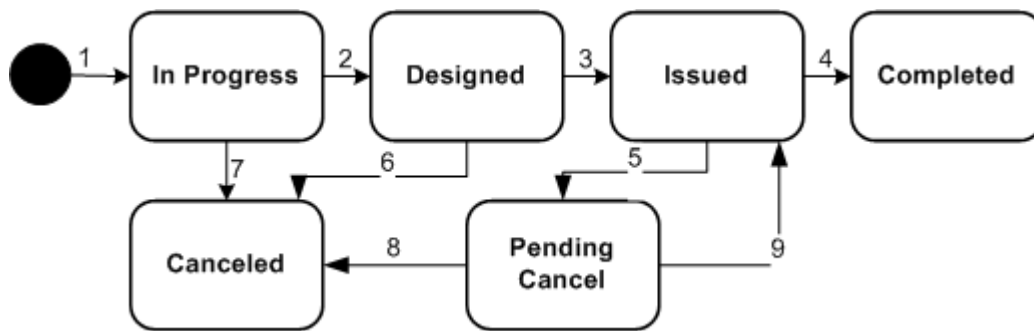 1
In Progress
2
Designed
3
Issued
4
Completed
7
6
5
Canceled
8
Pending
Cancel
9